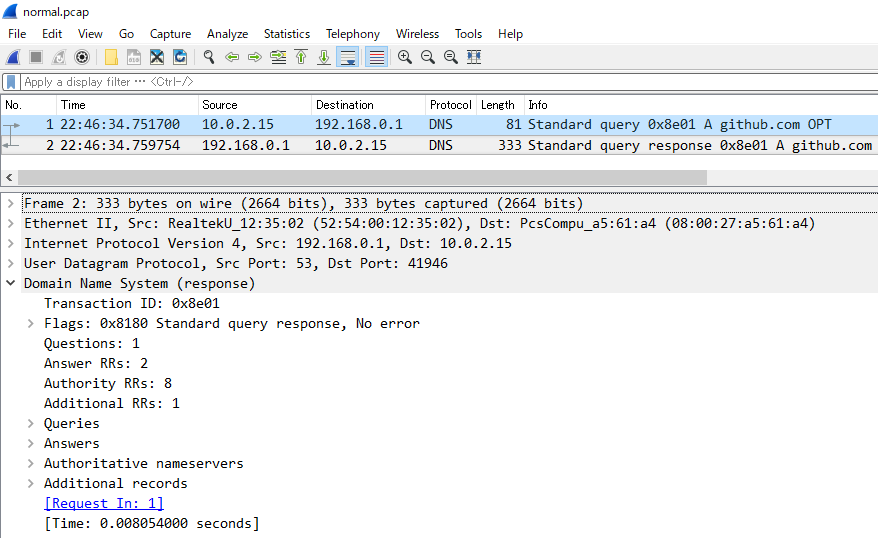 normal.pcap
File Edit View Go Capture Analyze Statistics Telephony Wireless Tools Help
Apply a display filter ⋯ <Ctrl-/>
No. Time Source Destination Protocol Length Info
1 22:46:34.751700 10.0.2.15 192.168.0.1 DNS 81 Standard query 0x8e01 A github.com OPT
2 22:46:34.759754 192.168.0.1 10.0.2.15 DNS 333 Standard query response 0x8e01 A github.com
Frame 2: 333 bytes on wire (2664 bits), 333 bytes captured (2664 bits)
Ethernet II, Src: RealtekU_12:35:02 (52:54:00:12:35:02), Dst: PcsCompu_a5:61:a4 (08:00:27:a5:61:a4)
Internet Protocol Version 4, Src: 192.168.0.1, Dst: 10.0.2.15
User Datagram Protocol, Src Port: 53, Dst Port: 41946
Domain Name System (response)
Transaction ID: 0x8e01
Flags: 0x8180 Standard query response, No error
Questions: 1
Answer RRs: 2
Authority RRs: 8
Additional RRs: 1
Queries
Answers
Authoritative nameservers
Additional records
[Request In: 1]
[Time: 0.008054000 seconds]